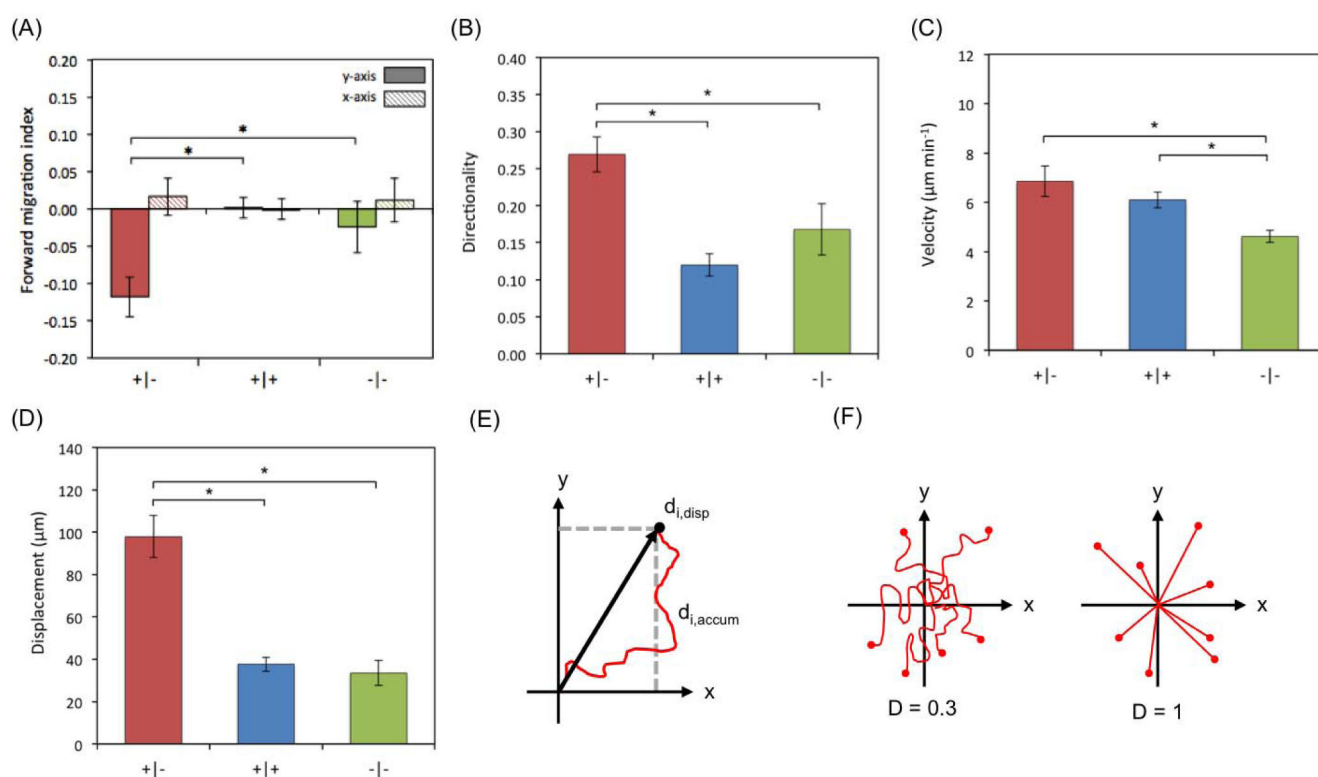 (A)
0.20
0.15
0.10
0.05
0.00
-0.05
-0.10
-0.15
-0.20
Forward migration index
y-axis
x-axis
*
*
+|- +|+ -|-
(B)
0.40
0.35
0.30
0.25
0.20
0.15
0.10
0.05
0.00
Directionality
*
*
+|- +|+ -|-
(C)
12
10
8
6
4
2
0
Velocity (µm min⁻¹)
*
*
+|- +|+ -|-
(D)
140
120
100
80
60
40
20
0
Displacement (µm)
*
*
+|- +|+ -|-
(E)
y
d_i,disp
d_i,accum
x
(F)
y
x
D = 0.3
y
x
D = 1